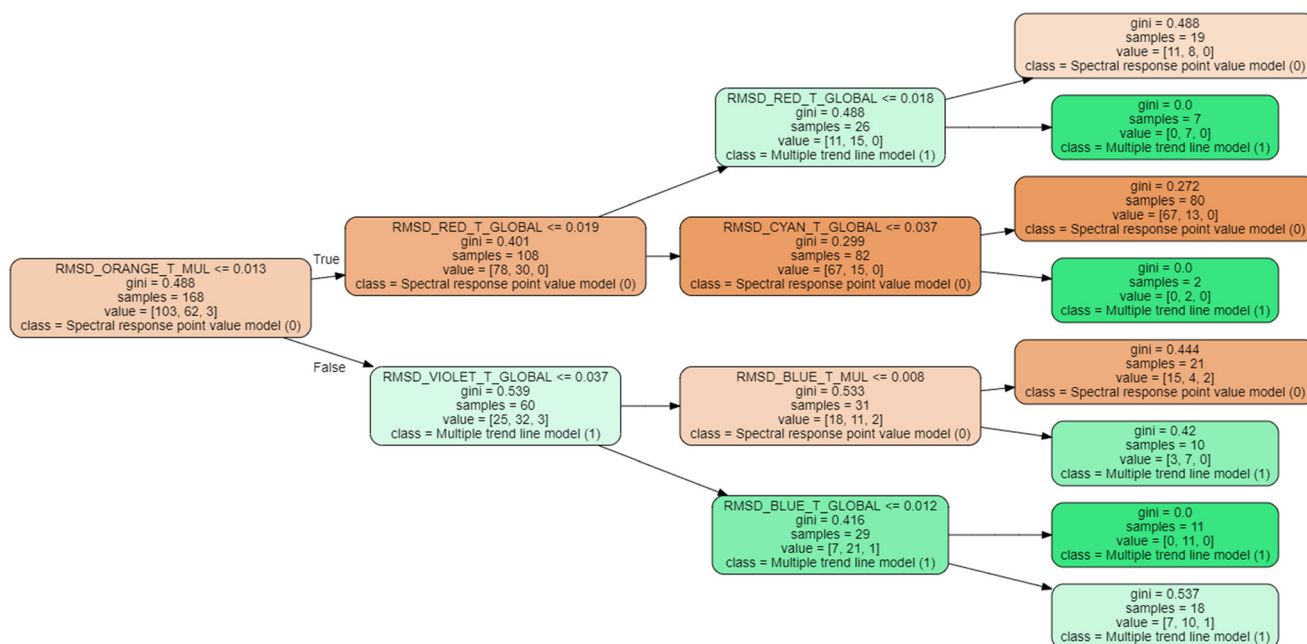 RMSD_ORANGE_T_MUL <= 0.013
gini = 0.488
samples = 168
value = [103, 62, 3]
class = Spectral response point value model (0)
True
False
RMSD_RED_T_GLOBAL <= 0.019
gini = 0.401
samples = 108
value = [78, 30, 0]
class = Spectral response point value model (0)
RMSD_VIOLET_T_GLOBAL <= 0.037
gini = 0.539
samples = 60
value = [25, 32, 3]
class = Multiple trend line model (1)
RMSD_RED_T_GLOBAL <= 0.018
gini = 0.488
samples = 26
value = [11, 15, 0]
class = Multiple trend line model (1)
RMSD_CYAN_T_GLOBAL <= 0.037
gini = 0.299
samples = 82
value = [67, 15, 0]
class = Spectral response point value model (0)
RMSD_BLUE_T_MUL <= 0.008
gini = 0.533
samples = 31
value = [18, 11, 2]
class = Spectral response point value model (0)
RMSD_BLUE_T_GLOBAL <= 0.012
gini = 0.416
samples = 29
value = [7, 21, 1]
class = Multiple trend line model (1)
gini = 0.488
samples = 19
value = [11, 8, 0]
class = Spectral response point value model (0)
gini = 0.0
samples = 7
value = [0, 7, 0]
class = Multiple trend line model (1)
gini = 0.272
samples = 80
value = [67, 13, 0]
class = Spectral response point value model (0)
gini = 0.0
samples = 2
value = [0, 2, 0]
class = Multiple trend line model (1)
gini = 0.444
samples = 21
value = [15, 4, 2]
class = Spectral response point value model (0)
gini = 0.42
samples = 10
value = [3, 7, 0]
class = Multiple trend line model (1)
gini = 0.0
samples = 11
value = [0, 11, 0]
class = Multiple trend line model (1)
gini = 0.537
samples = 18
value = [7, 10, 1]
class = Multiple trend line model (1)